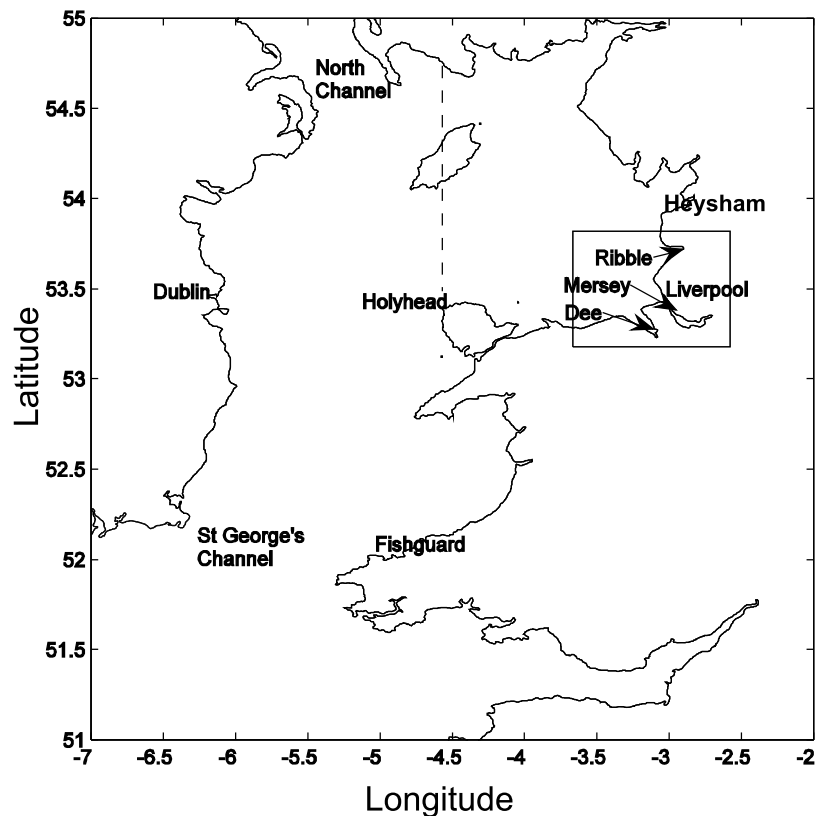 55
54.5
54
53.5
53
52.5
52
51.5
51
Latitude
North
Channel
Heysham
Ribble
Mersey
Liverpool
Dee
Dublin
Holyhead
St George's
Channel
Fishguard
-7
-6.5
-6
-5.5
-5
-4.5
-4
-3.5
-3
-2.5
-2
Longitude